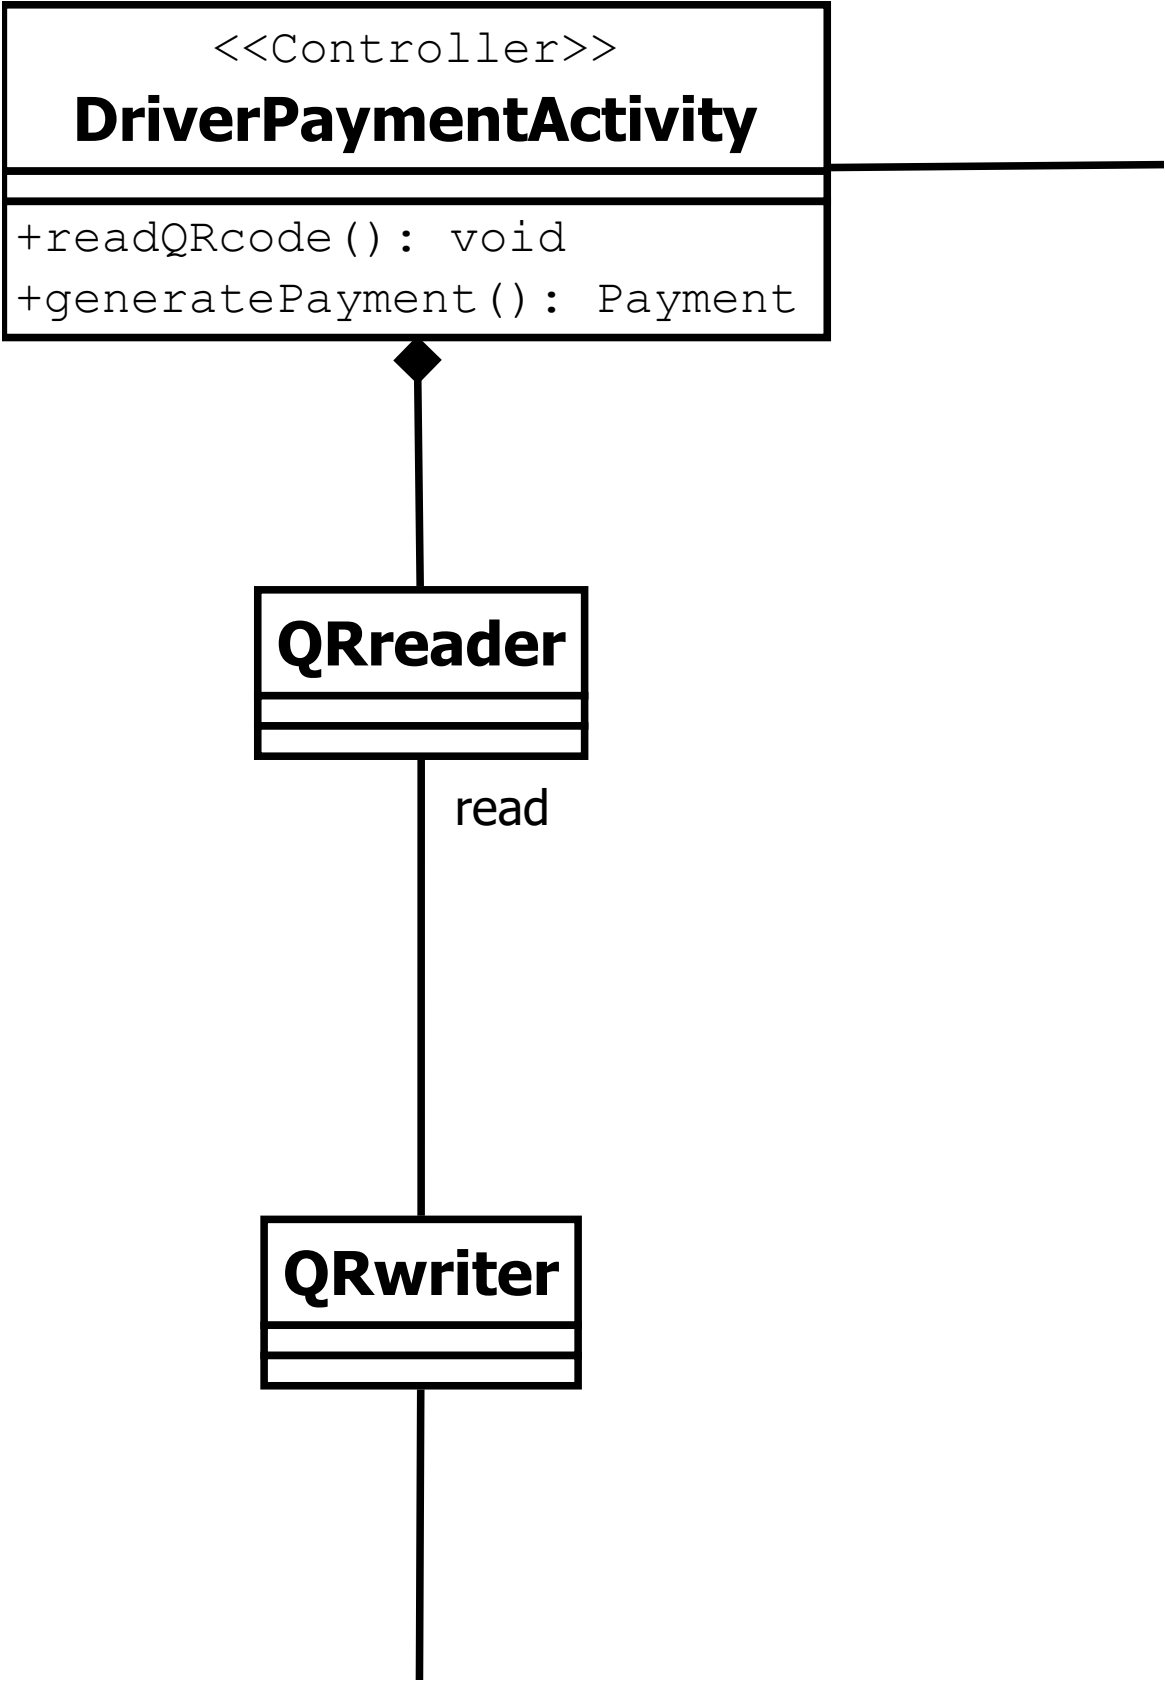 <<Controller>>
DriverPaymentActivity
+readQRcode(): void
+generatePayment(): Payment
QRreader
read
QRwriter